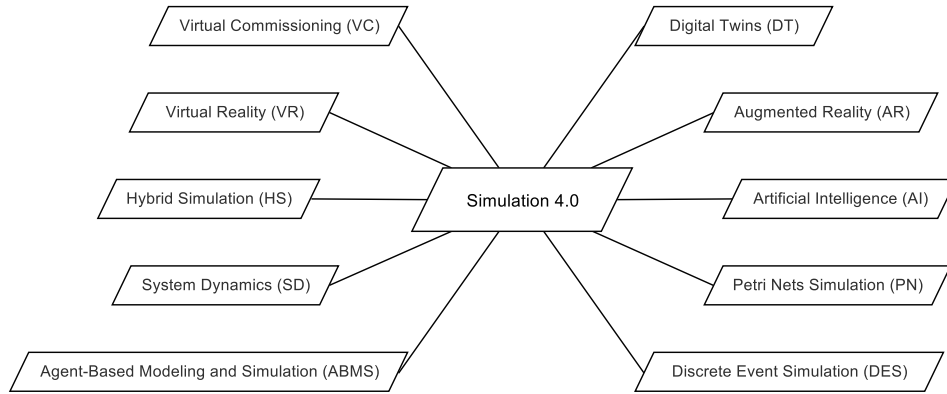 Virtual Commissioning (VC)
Digital Twins (DT)
Virtual Reality (VR)
Augmented Reality (AR)
Hybrid Simulation (HS)
Simulation 4.0
Artificial Intelligence (AI)
System Dynamics (SD)
Petri Nets Simulation (PN)
Agent-Based Modeling and Simulation (ABMS)
Discrete Event Simulation (DES)